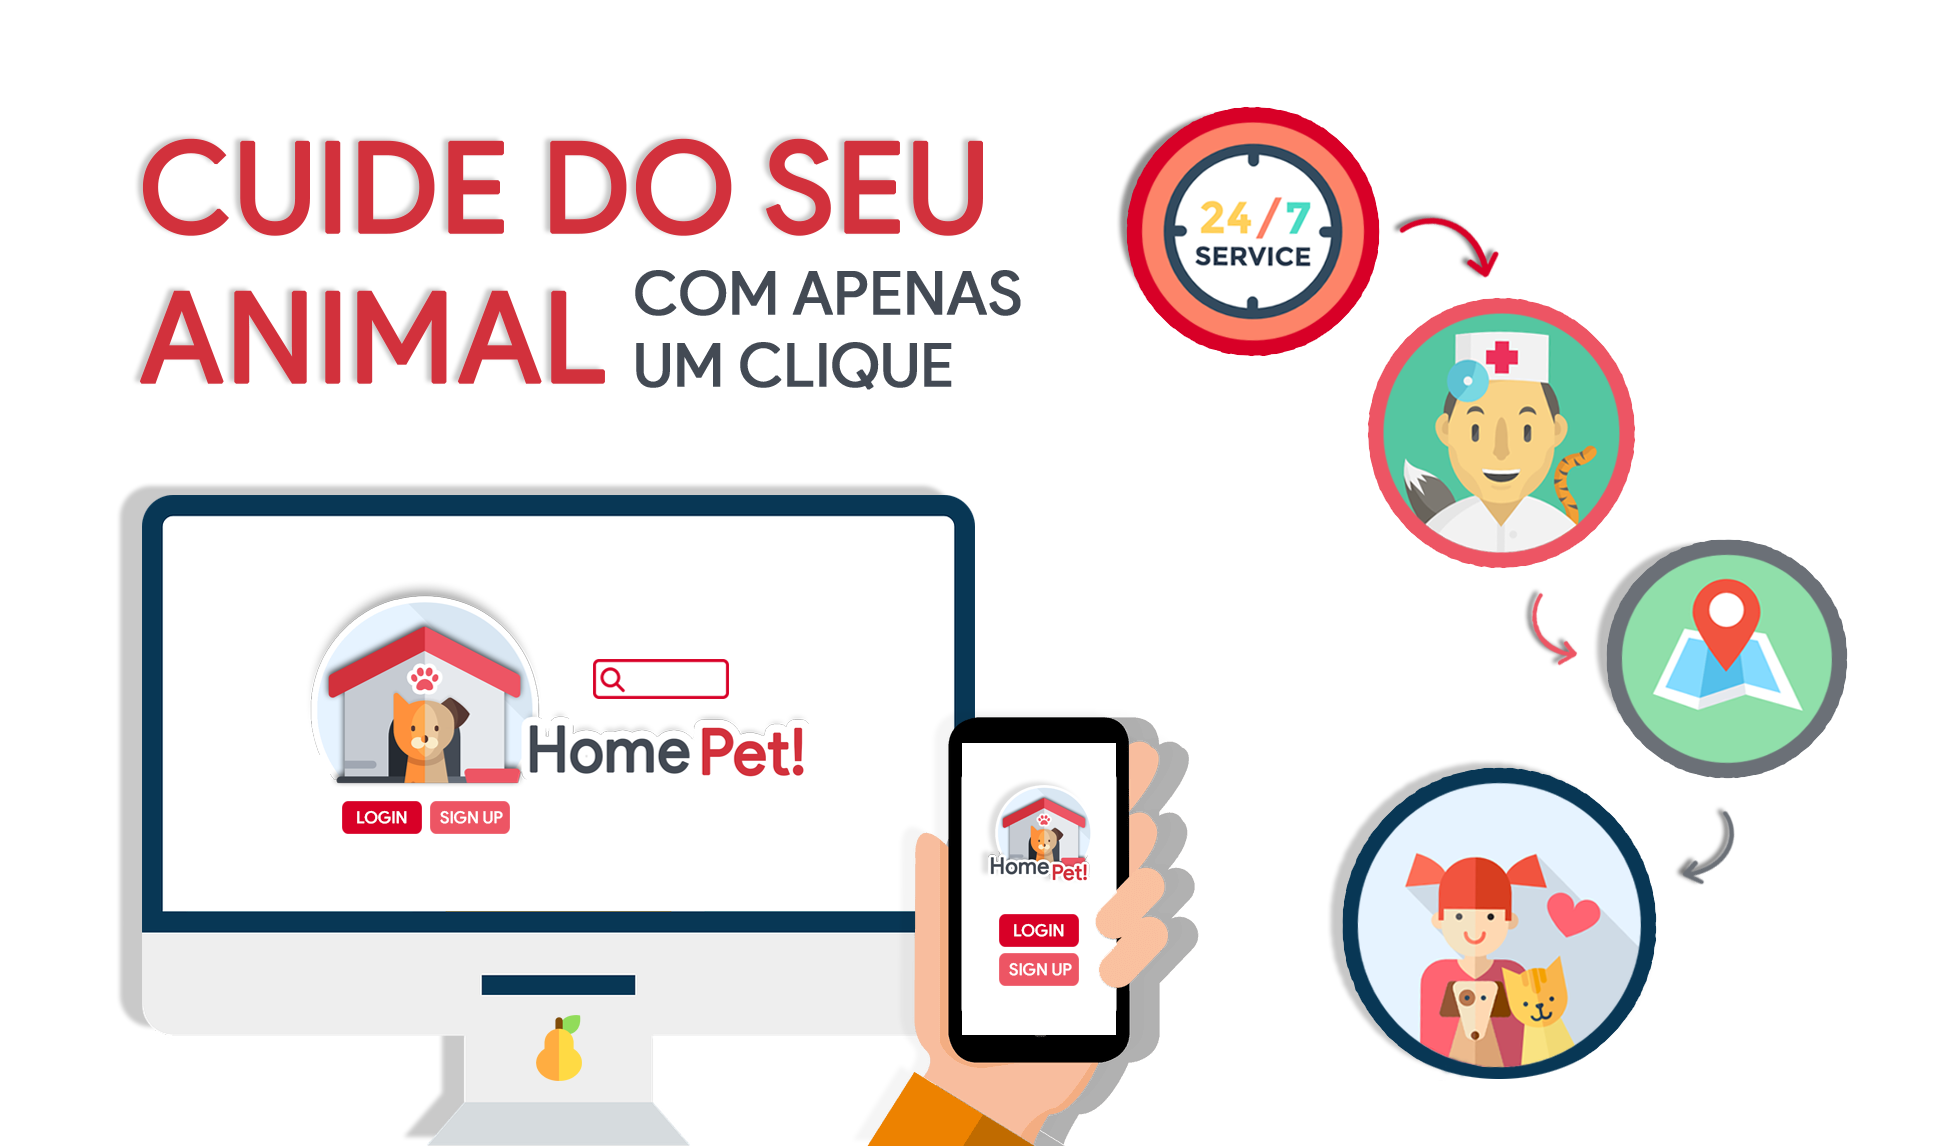 CUIDE DO SEU
ANIMAL
COM APENAS
UM CLIQUE
24/7
SERVICE
Home Pet!
LOGIN SIGN UP
Home Pet!
LOGIN
SIGN UP